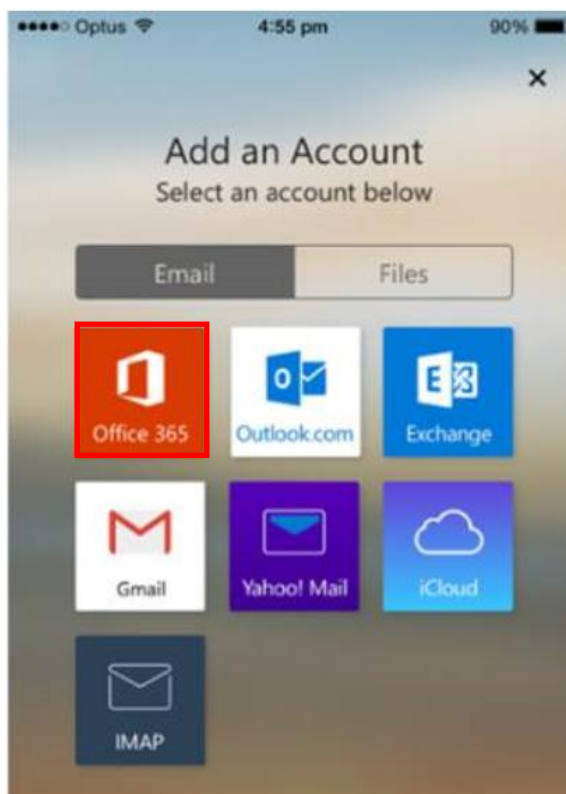 Optus 4:55 pm 90%
Add an Account
Select an account below
Email Files
Office 365 Outlook.com Exchange
Gmail Yahoo! Mail iCloud
IMAP